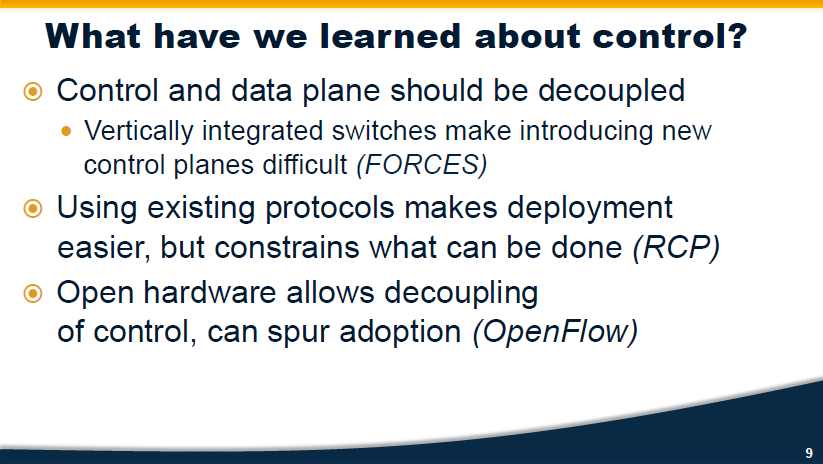 What have we learned about control?
Control and data plane should be decoupled
Vertically integrated switches make introducing new
control planes difficult (FORCES)
Using existing protocols makes deployment
easier, but constrains what can be done (RCP)
Open hardware allows decoupling
of control, can spur adoption (OpenFlow)
9